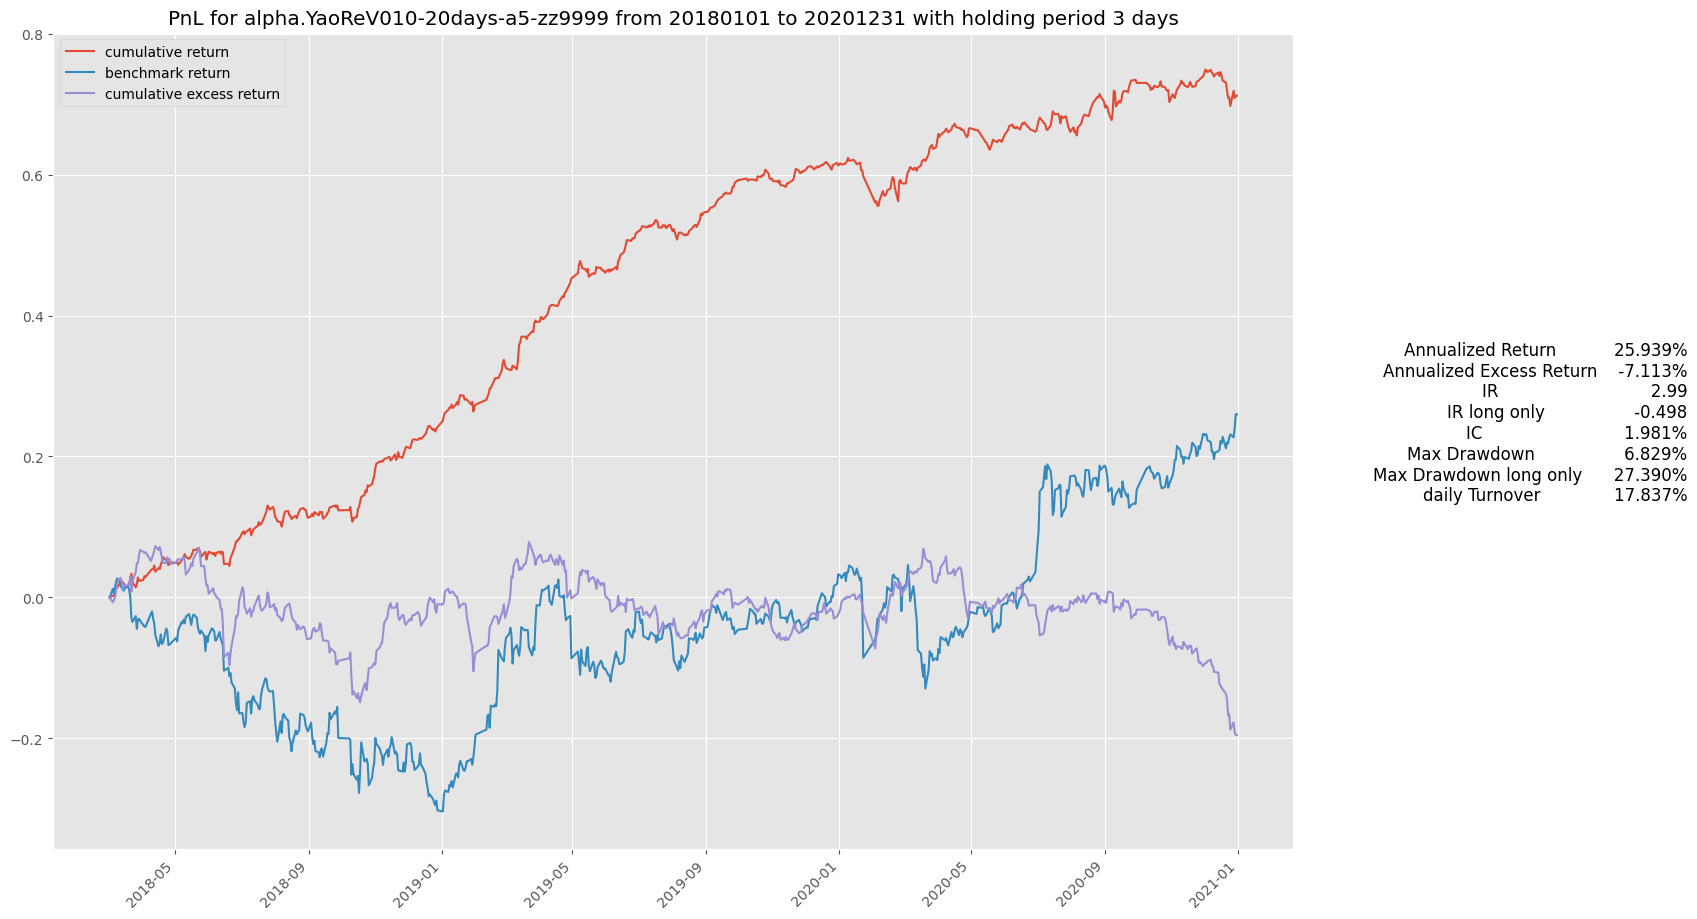 PnL for alpha.YaoReV010-20days-a5-zz9999 from 20180101 to 20201231 with holding period 3 days
cumulative return
benchmark return
cumulative excess return
0.8
0.6
0.4
0.2
0.0
−0.2
2018-05
2018-09
2019-01
2019-05
2019-09
2020-01
2020-05
2020-09
2021-01
Annualized Return 25.939%
Annualized Excess Return -7.113%
IR 2.99
IR long only -0.498
IC 1.981%
Max Drawdown 6.829%
Max Drawdown long only 27.390%
daily Turnover 17.837%